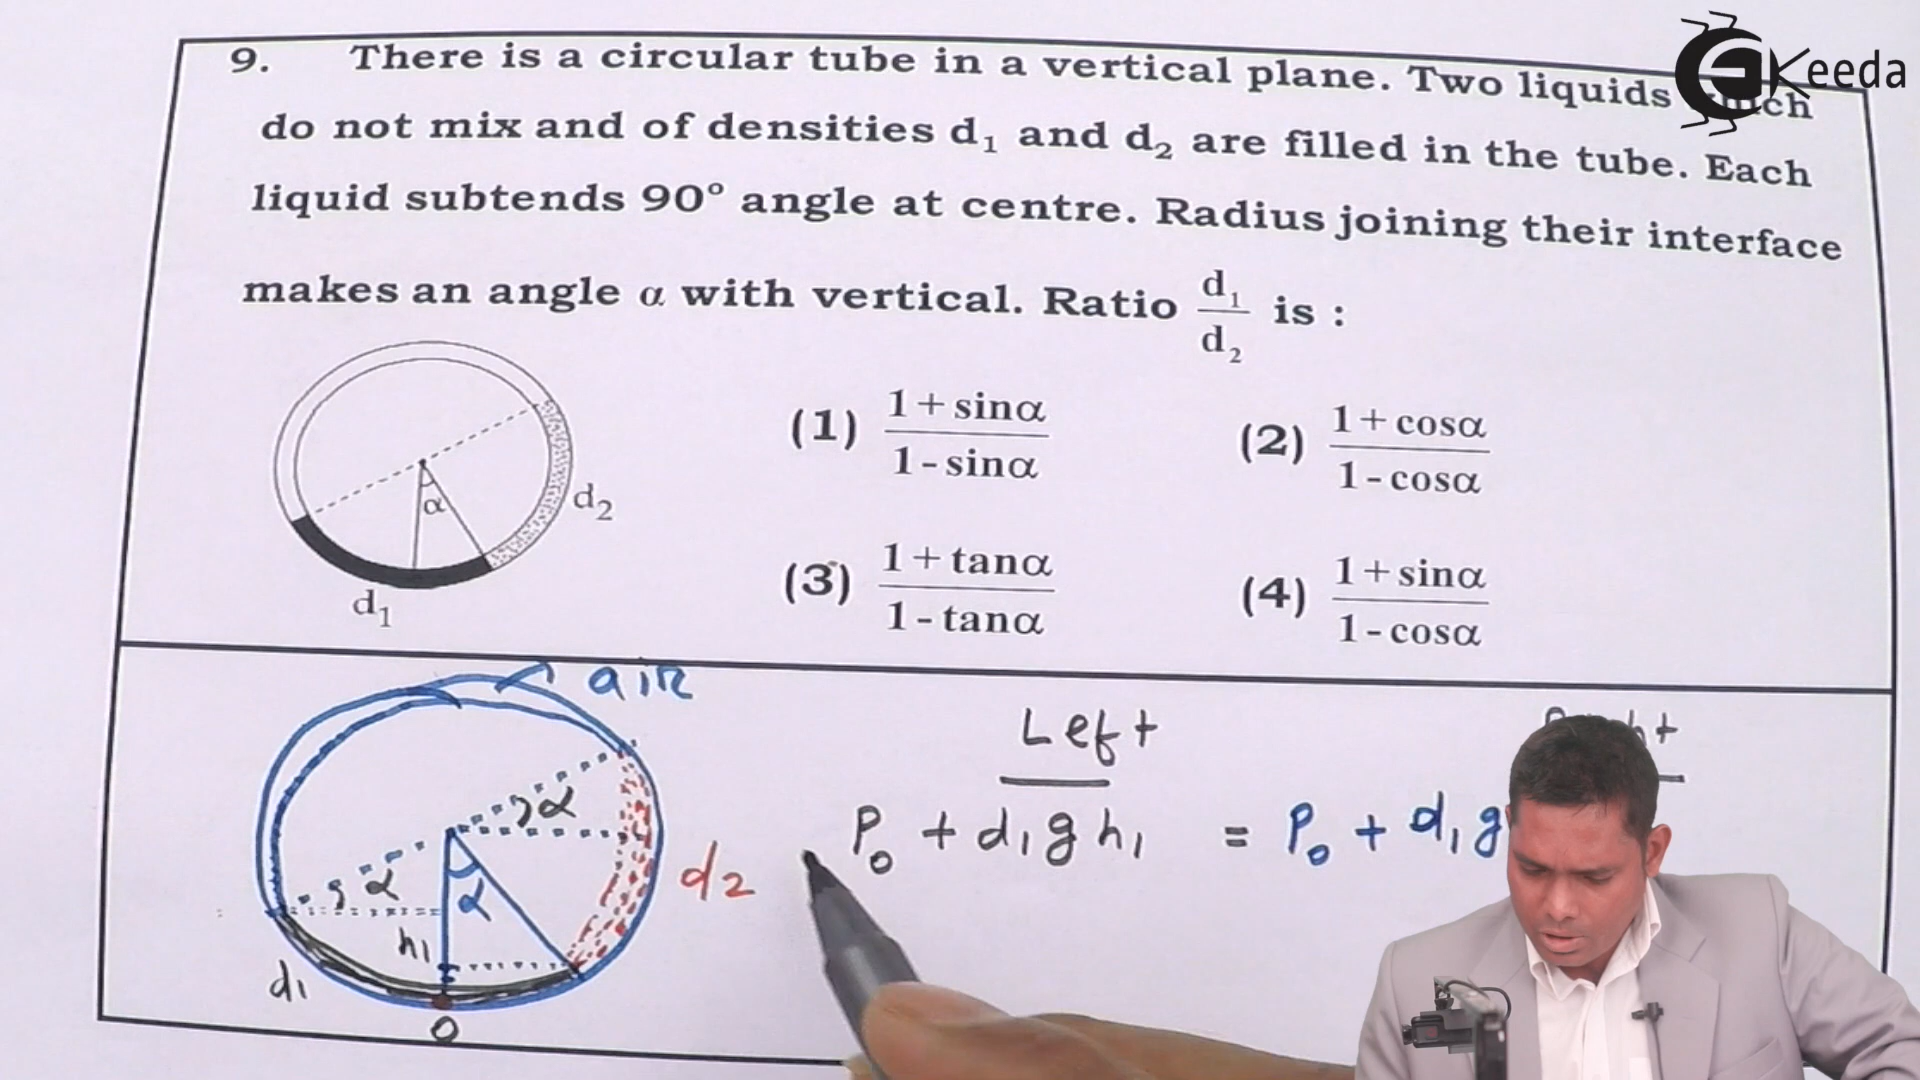 9. There is a circular tube in a vertical plane. Two liquids
do not mix and of densities d₁ and d₂ are filled in the tube. Each
liquid subtends 90° angle at centre. Radius joining their interface
makes an angle α with vertical. Ratio d₁/d₂ is :
(1) 1+sinα / 1-sinα (2) 1+cosα / 1-cosα
(3) 1+tanα / 1-tanα (4) 1+sinα / 1-cosα
α
d₂
d₁
Keeda
air
α
α
α
h₁
d₁
d₂
O
Left
P₀ + d₁gh₁ = P₀ + d₁g